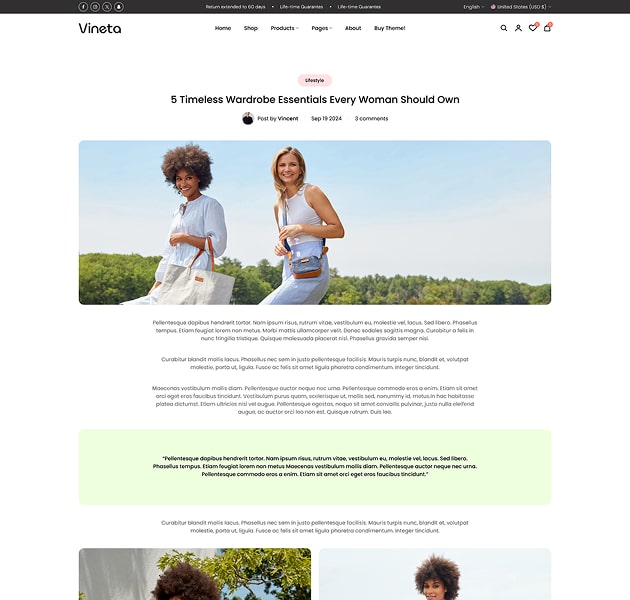 Return extended to 60 days • Life-time Guarantes • Life-time Guarantes
English
United States (USD $)
Vineta
Home Shop Products Pages About Buy Theme!
Lifestyle
5 Timeless Wardrobe Essentials Every Woman Should Own
Post by Vincent Sep 19 2024 3 comments
Pellentesque dapibus hendrerit tortor. Nam ipsum risus, rutrum vitae, vestibulum eu, molestie vel, lacus. Sed libero. Phasellus
tempus. Etiam feugiat lorem non metus. Morbi mattis ullamcorper velit. Donec sodales sagittis magna. Curabitur a felis in
nunc fringilla tristique. Quisque malesuada placerat nisl. Phasellus gravida semper nisi.
Curabitur blandit mollis lacus. Phasellus nec sem in justo pellentesque facilisis. Mauris turpis nunc, blandit et, volutpat
molestie, porta ut, ligula. Fusce ac felis sit amet ligula pharetra condimentum. Integer tincidunt.
Maecenas vestibulum mollis diam. Pellentesque auctor neque nec urna. Pellentesque commodo eros a enim. Etiam sit amet
orci eget eros faucibus tincidunt. Vestibulum purus quam, scelerisque ut, mollis sed, nonummy id, metus.In hac habitasse
platea dictumst. Etiam ultricies nisi vel augue. Pellentesque egestas, neque sit amet convallis pulvinar, justo nulla eleifend
augue, ac auctor orci leo non est. Quisque rutrum. Duis leo.
“Pellentesque dapibus hendrerit tortor. Nam ipsum risus, rutrum vitae, vestibulum eu, molestie vel, lacus. Sed libero.
Phasellus tempus. Etiam feugiat lorem non metus Maecenas vestibulum mollis diam. Pellentesque auctor neque nec urna.
Pellentesque commodo eros a enim. Etiam sit amet orci eget eros faucibus tincidunt.”
Curabitur blandit mollis lacus. Phasellus nec sem in justo pellentesque facilisis. Mauris turpis nunc, blandit et, volutpat
molestie, porta ut, ligula. Fusce ac felis sit amet ligula pharetra condimentum. Integer tincidunt.